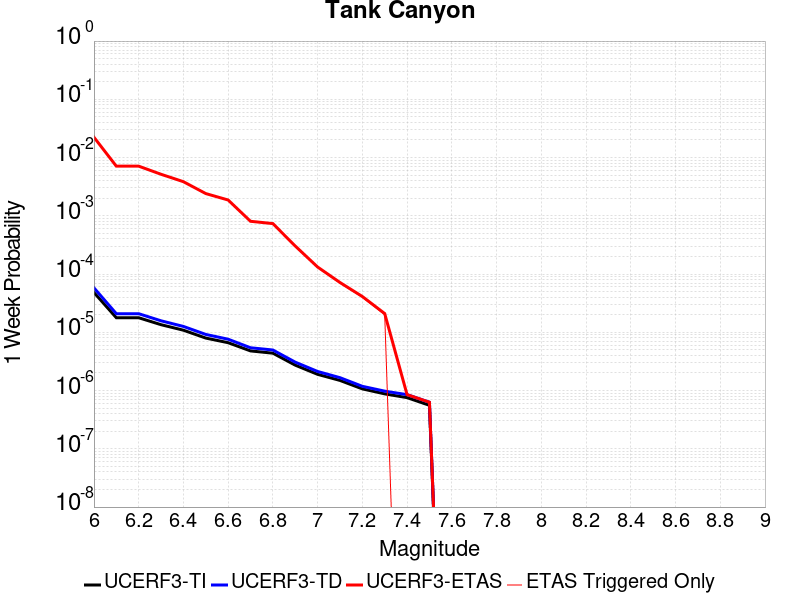 Tank Canyon
10^0
10^-1
10^-2
10^-3
10^-4
10^-5
10^-6
10^-7
10^-8
1 Week Probability
6 6.2 6.4 6.6 6.8 7 7.2 7.4 7.6 7.8 8 8.2 8.4 8.6 8.8 9
Magnitude
UCERF3-TI UCERF3-TD UCERF3-ETAS ETAS Triggered Only